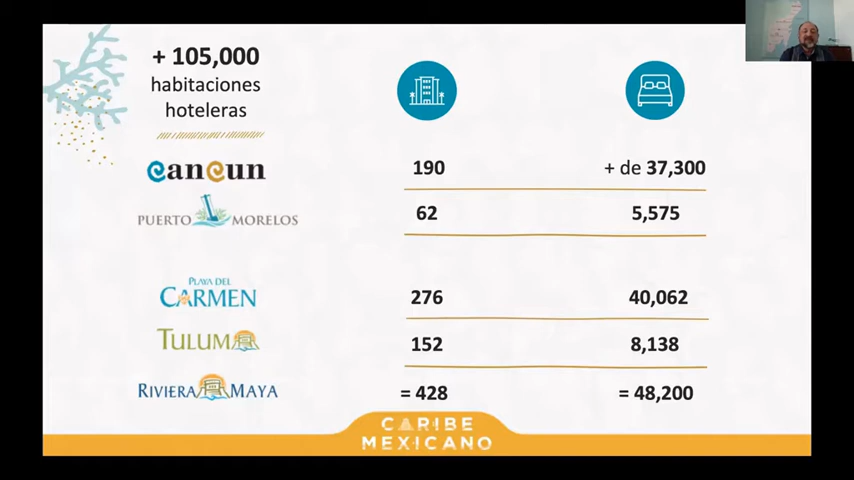 + 105,000
habitaciones
hoteleras
cancun 190 + de 37,300
PUERTO MORELOS 62 5,575
PLAYA DEL
CARMEN 276 40,062
TULUM 152 8,138
RIVIERA MAYA = 428 = 48,200
CARIBE
MEXICANO